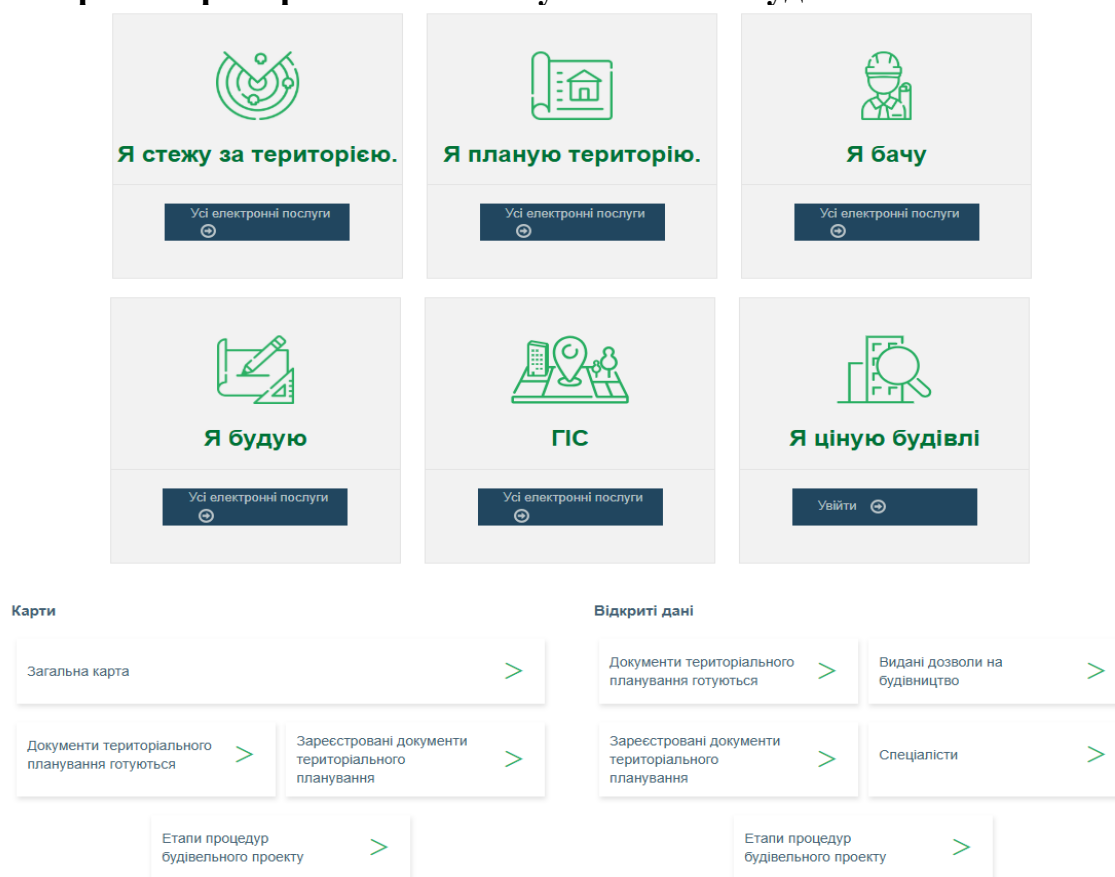 Я стежу за територією.
Усі електронні послуги
Я планую територію.
Усі електронні послуги
Я бачу
Усі електронні послуги
Я будую
Усі електронні послуги
ГІС
Усі електронні послуги
Я ціную будівлі
Увійти
Карти
Загальна карта
Документи територіального
планування готуються
Зареєстровані документи
територіального
планування
Етапи процедур
будівельного проекту
Відкриті дані
Документи територіального
планування готуються
Видані дозволи на
будівництво
Зареєстровані документи
територіального
планування
Спеціалісти
Етапи процедур
будівельного проекту